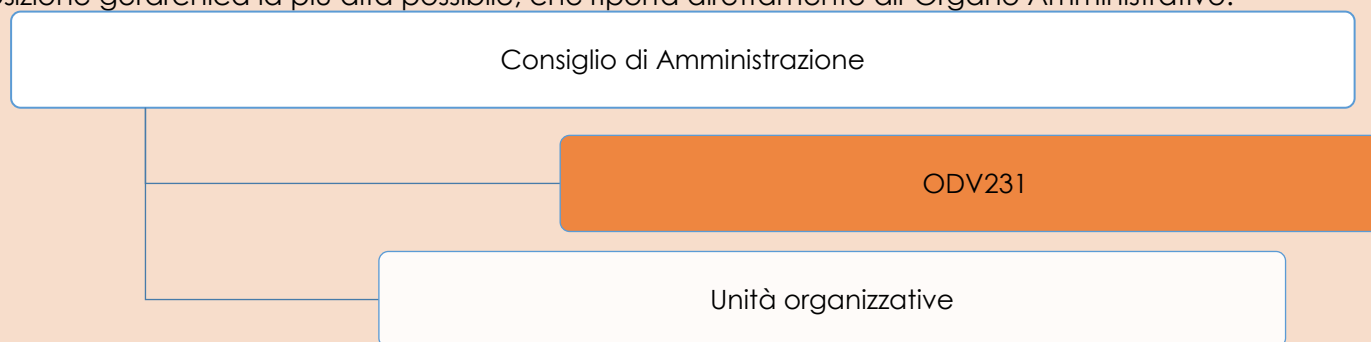 gerarchica la più alta possibile, che riporta direttamente all'Organo Amministrativo.
Consiglio di Amministrazione
ODV231
Unità organizzative